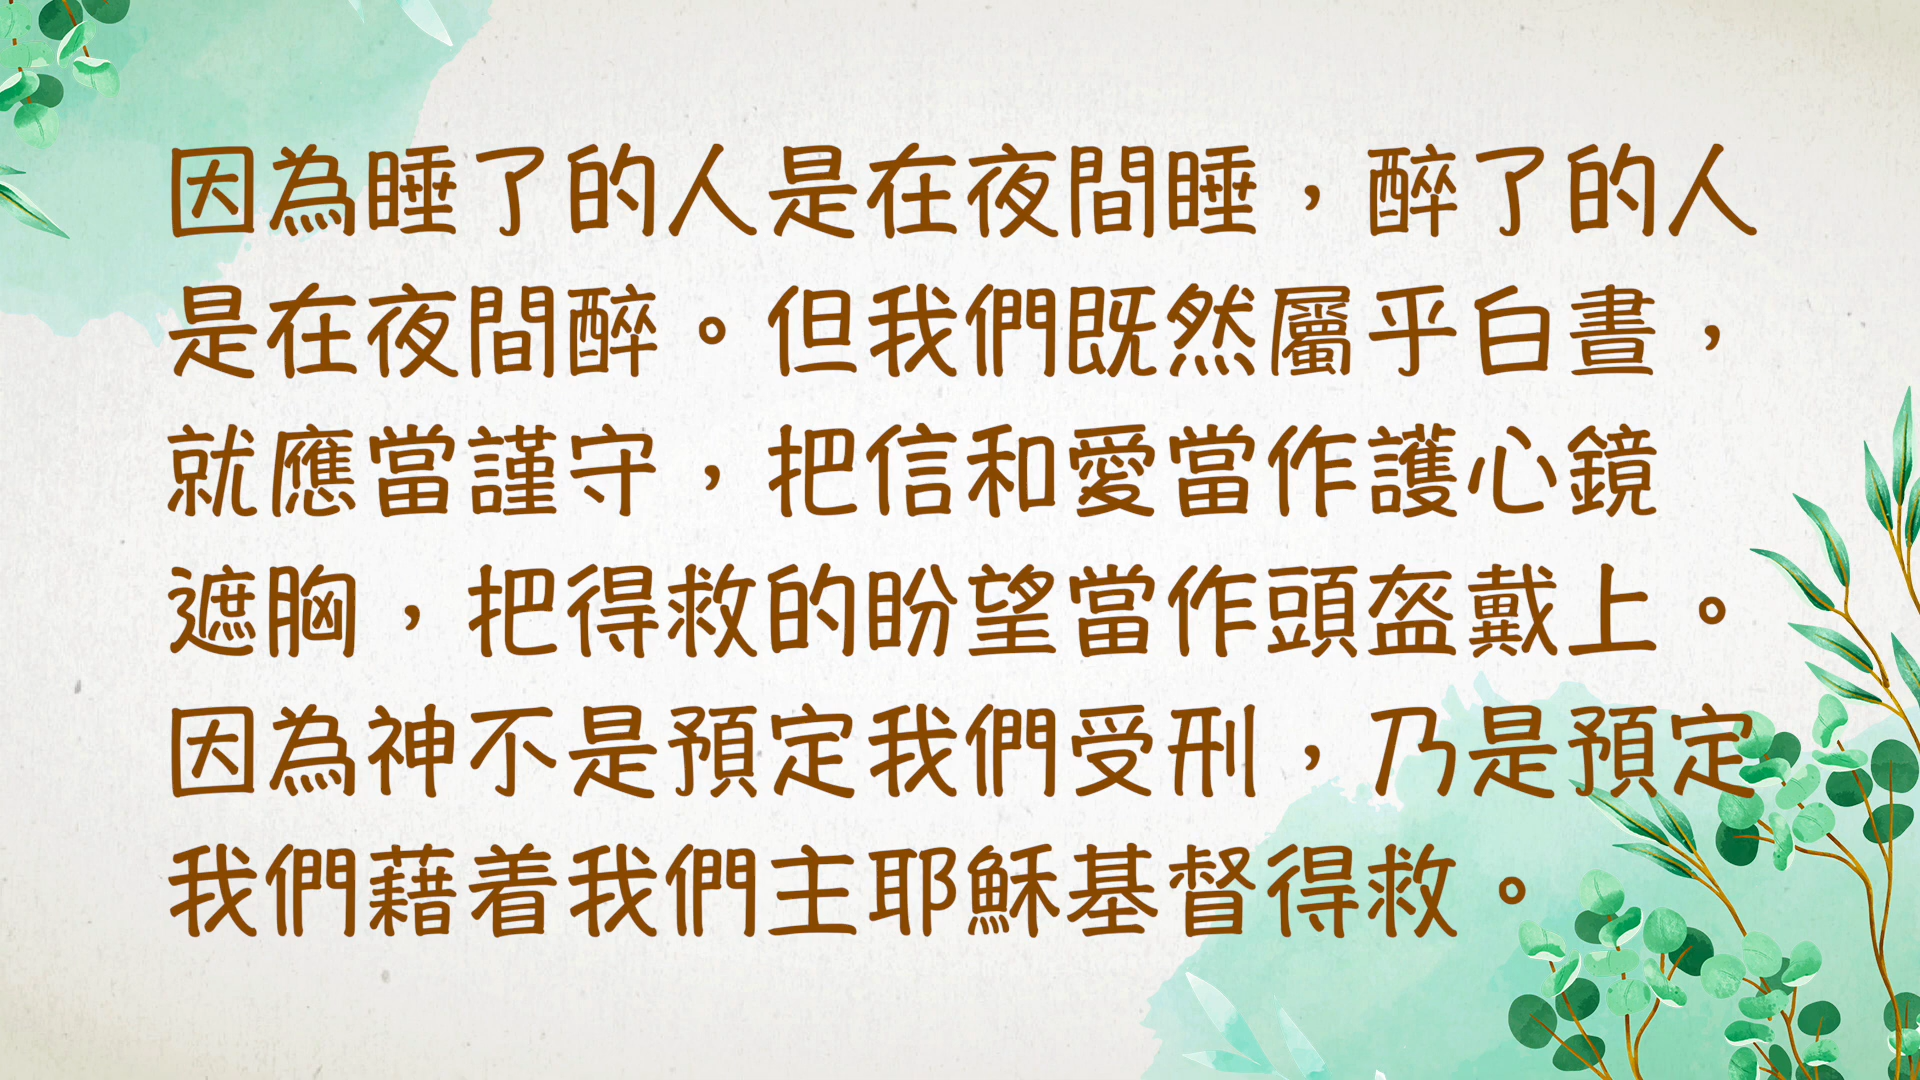 因為睡了的人是在夜間睡，醉了的人
是在夜間醉。但我們既然屬乎白晝，
就應當謹守，把信和愛當作護心鏡
遮胸，把得救的盼望當作頭盔戴上。
因為神不是預定我們受刑，乃是預定
我們藉着我們主耶穌基督得救。